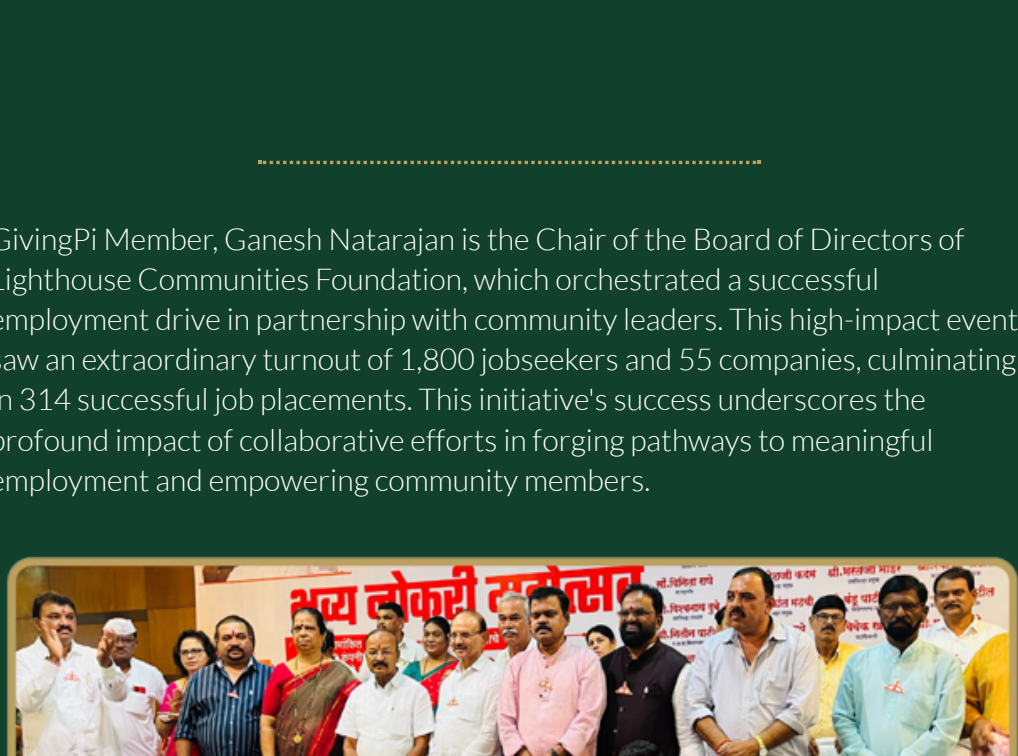 GivingPi Member, Ganesh Natarajan is the Chair of the Board of Directors of
Lighthouse Communities Foundation, which orchestrated a successful
employment drive in partnership with community leaders. This high-impact event
saw an extraordinary turnout of 1,800 jobseekers and 55 companies, culminating
in 314 successful job placements. This initiative's success underscores the
profound impact of collaborative efforts in forging pathways to meaningful
employment and empowering community members.
भव्य नोकरी महोत्सव